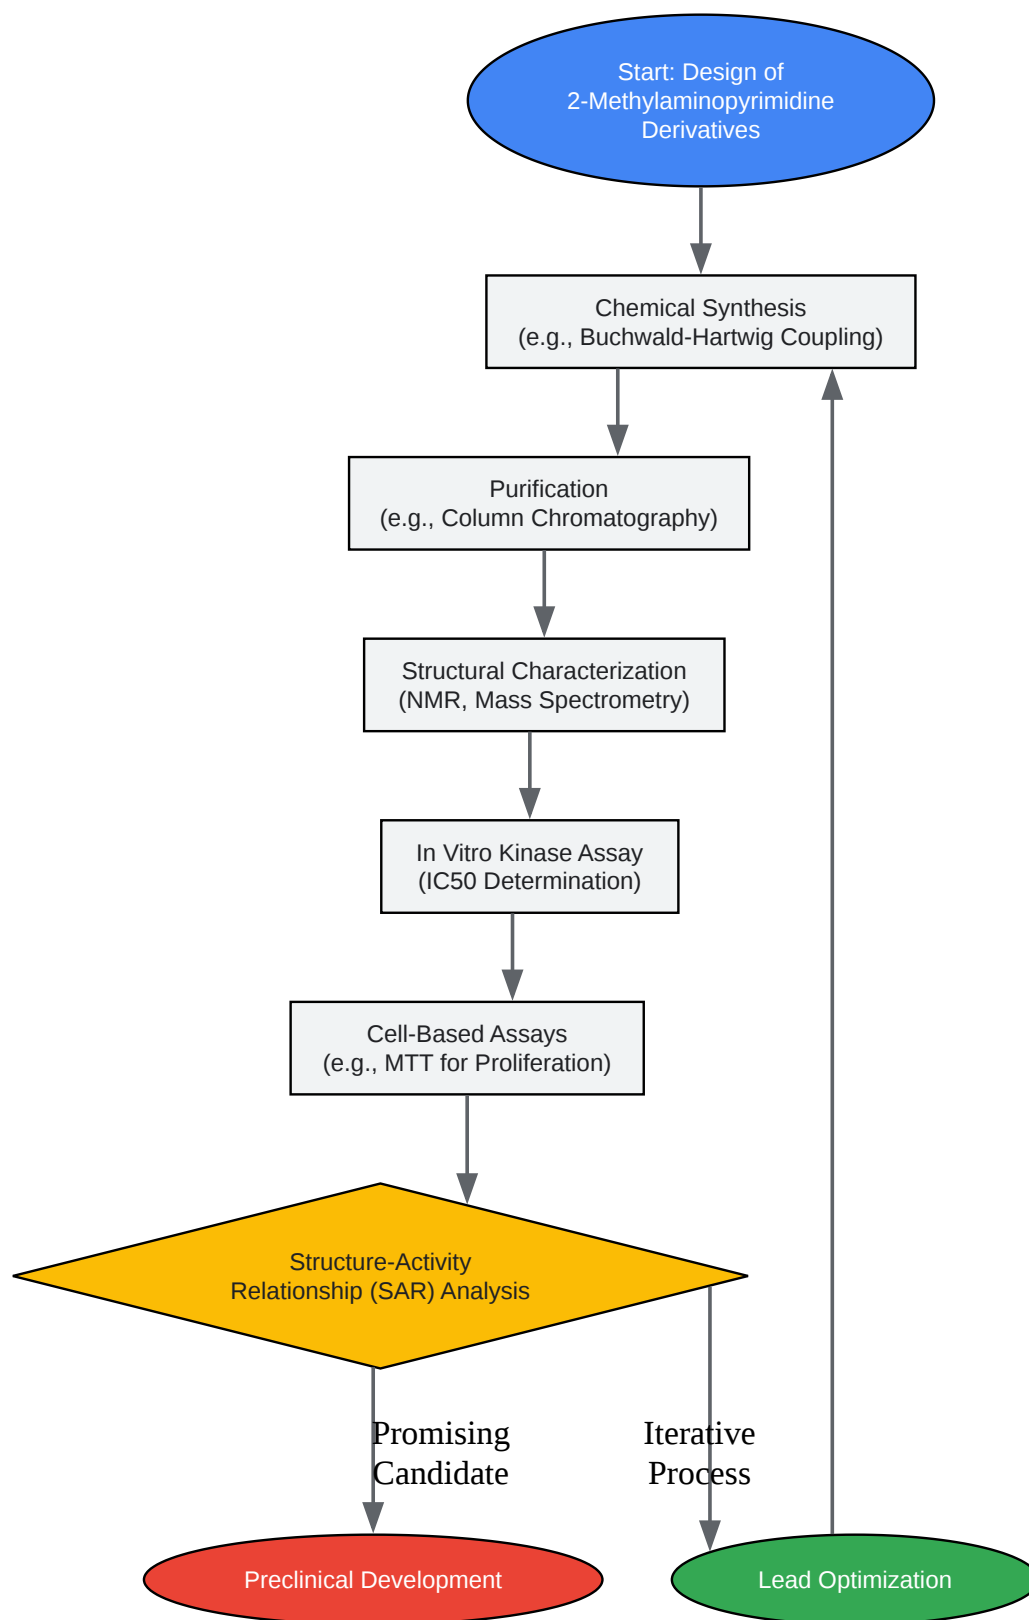 Start: Design of
2-Methylaminopyrimidine
Derivatives
Chemical Synthesis
(e.g., Buchwald-Hartwig Coupling)
Purification
(e.g., Column Chromatography)
Structural Characterization
(NMR, Mass Spectrometry)
In Vitro Kinase Assay
(IC50 Determination)
Cell-Based Assays
(e.g., MTT for Proliferation)
Structure-Activity
Relationship (SAR) Analysis
Promising
Candidate
Iterative
Process
Preclinical Development
Lead Optimization